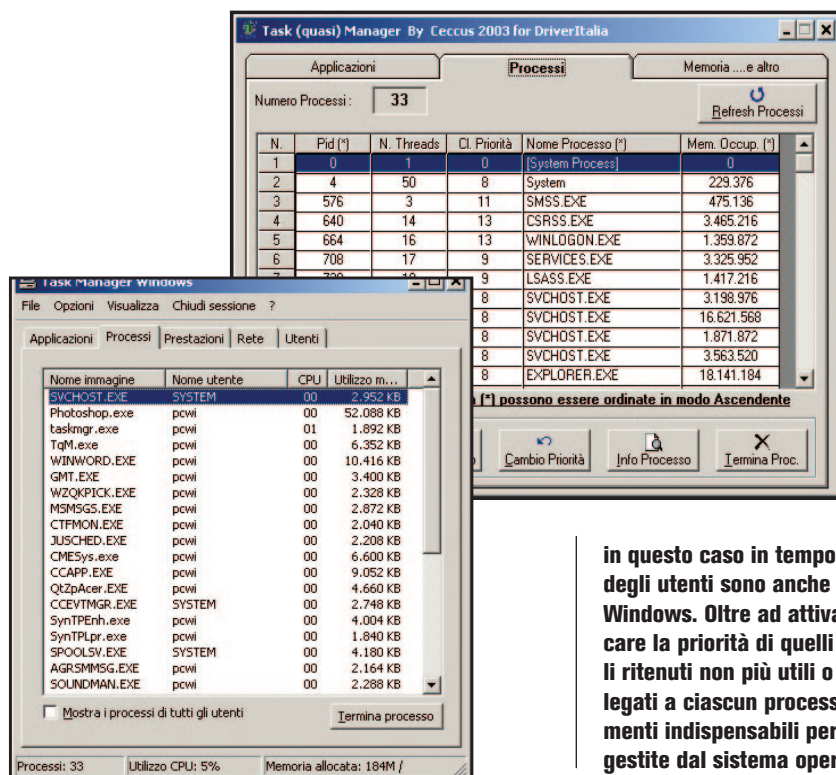 Task (quasi) Manager By Ceccus 2003 for DriverItalia
Applicazioni Processi Memoria ....e altro
Numero Processi : 33 Refresh Processi
N. Pid (*) N. Threads Cl. Priorità Nome Processo (*) Mem. Occup. (*)
1 0 1 0 [System Process] 0
2 4 50 8 System 229.376
3 576 3 11 SMSS.EXE 475.136
4 640 14 13 CSRSS.EXE 3.465.216
5 664 16 13 WINLOGON.EXE 1.359.872
6 708 17 9 SERVICES.EXE 3.325.952
9 LSASS.EXE 1.417.216
8 SVCHOST.EXE 3.198.976
8 SVCHOST.EXE 16.621.568
8 SVCHOST.EXE 1.871.872
8 SVCHOST.EXE 3.563.520
8 EXPLORER.EXE 18.141.184
(*) possono essere ordinate in modo Ascendente
Cambio Priorità Info Processo Termina Proc.
Task Manager Windows
File Opzioni Visualizza Chiudi sessione ?
Applicazioni Processi Prestazioni Rete Utenti
Nome immagine Nome utente CPU Utilizzo m...
SVCHOST.EXE SYSTEM 00 2.952 KB
Photoshop.exe pcwi 00 52.088 KB
taskmgr.exe pcwi 01 1.892 KB
TqM.exe pcwi 00 6.352 KB
WINWORD.EXE pcwi 00 10.416 KB
GMT.EXE pcwi 00 3.400 KB
WZQKPICK.EXE pcwi 00 2.328 KB
MSMSGS.EXE pcwi 00 2.872 KB
CTFMON.EXE pcwi 00 2.040 KB
JUSCHED.EXE pcwi 00 2.208 KB
CMESys.exe pcwi 00 6.600 KB
CCAPP.EXE pcwi 00 9.052 KB
QtZpAcer.EXE pcwi 00 4.660 KB
CCEVTMGR.EXE SYSTEM 00 2.748 KB
SynTPEnh.exe pcwi 00 4.004 KB
SynTPLpr.exe pcwi 00 1.840 KB
SPOOLSV.EXE SYSTEM 00 4.180 KB
AGRSMMSG.EXE pcwi 00 2.164 KB
SOUNDMAN.EXE pcwi 00 2.288 KB
Mostra i processi di tutti gli utenti Termina processo
Processi: 33 Utilizzo CPU: 5% Memoria allocata: 184M /
in questo caso in tempo
degli utenti sono anche
Windows. Oltre ad attiva
care la priorità di quelli
li ritenuti non più utili o
legati a ciascun process
menti indispensabili per
gestite dal sistema oper